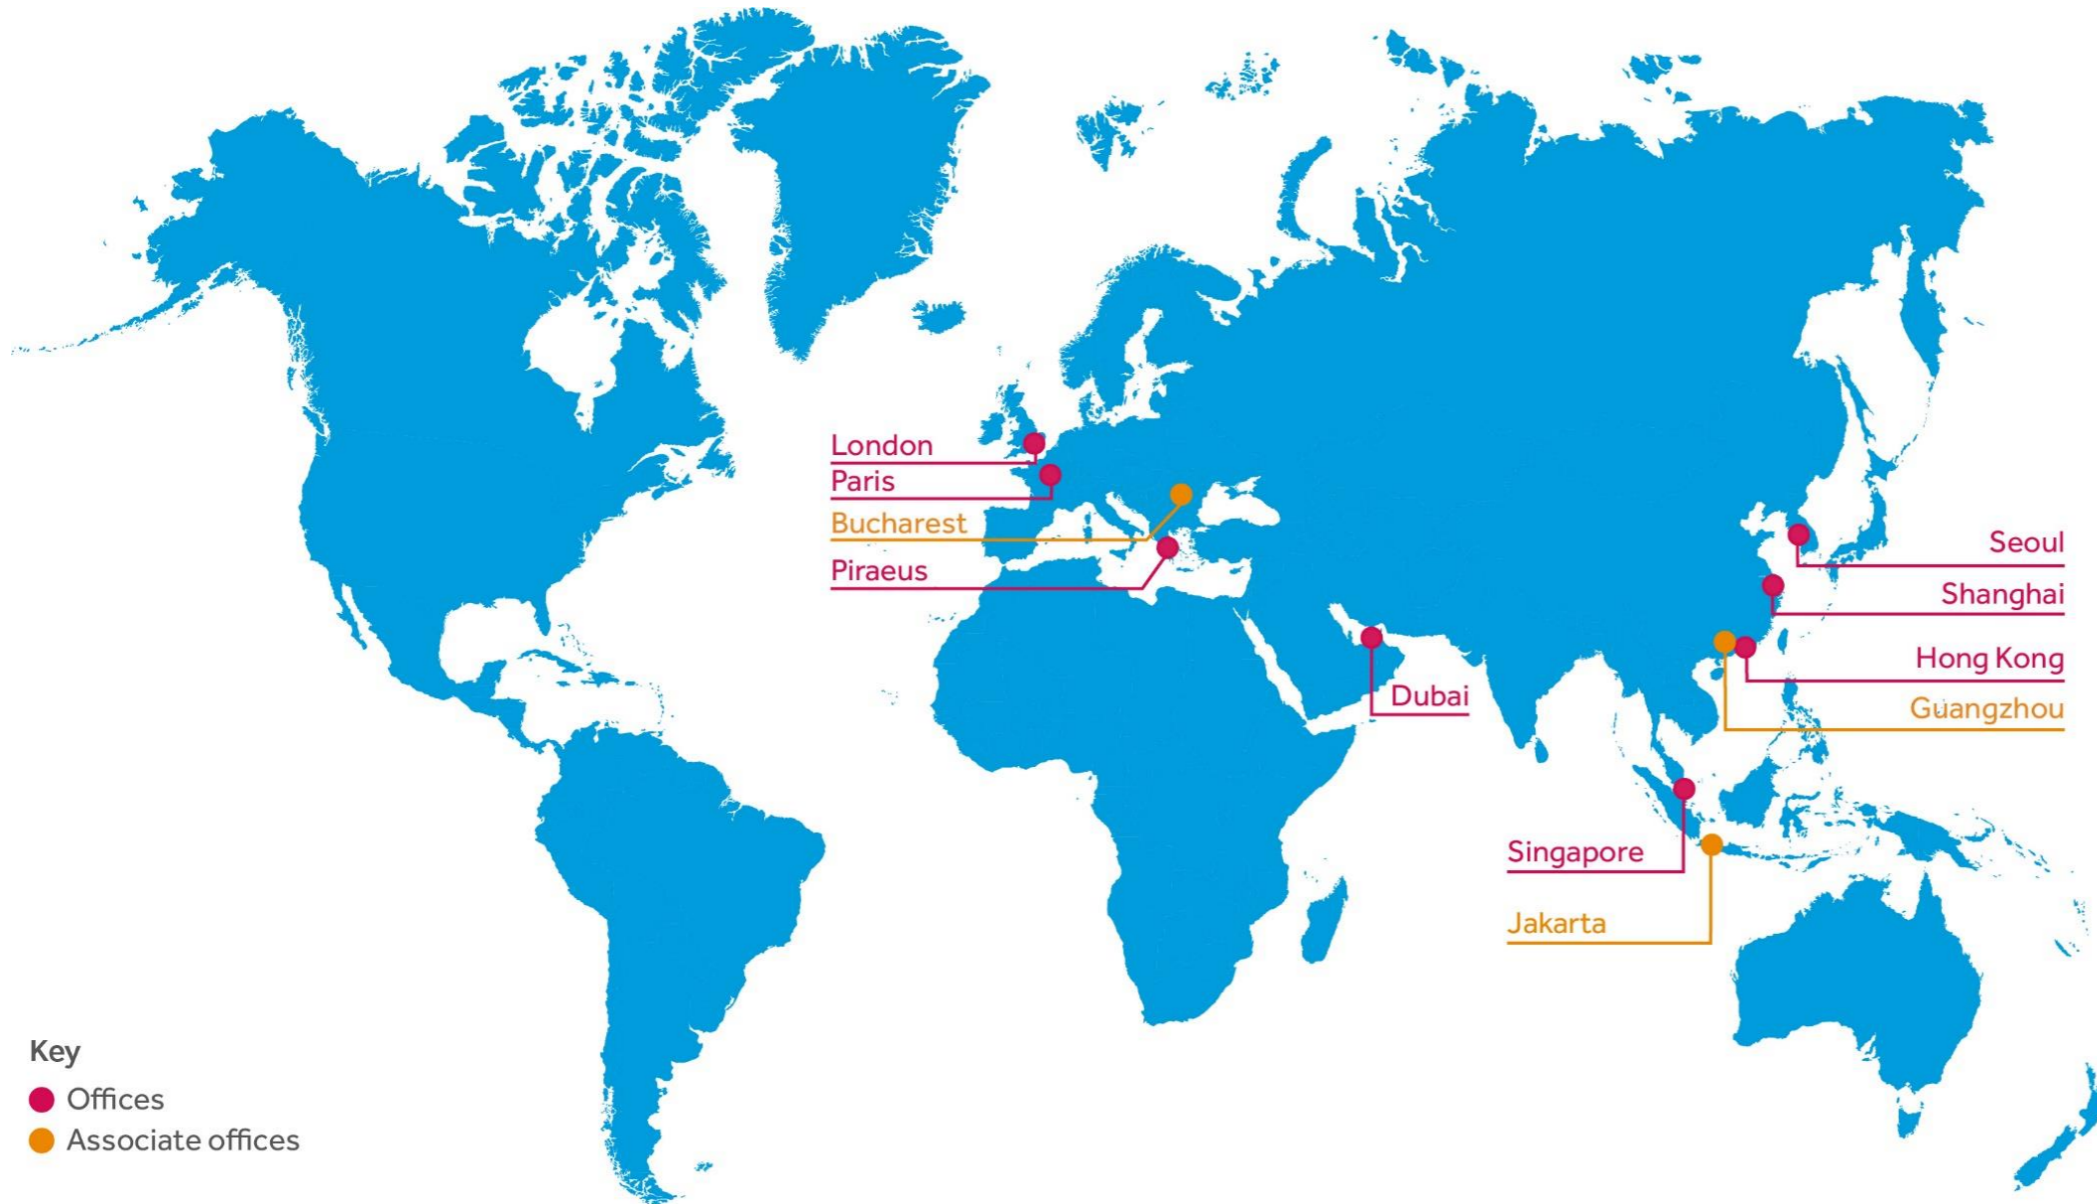 London
Paris
Bucharest
Piraeus
Dubai
Seoul
Shanghai
Hong Kong
Guangzhou
Singapore
Jakarta
Key
Offices
Associate offices